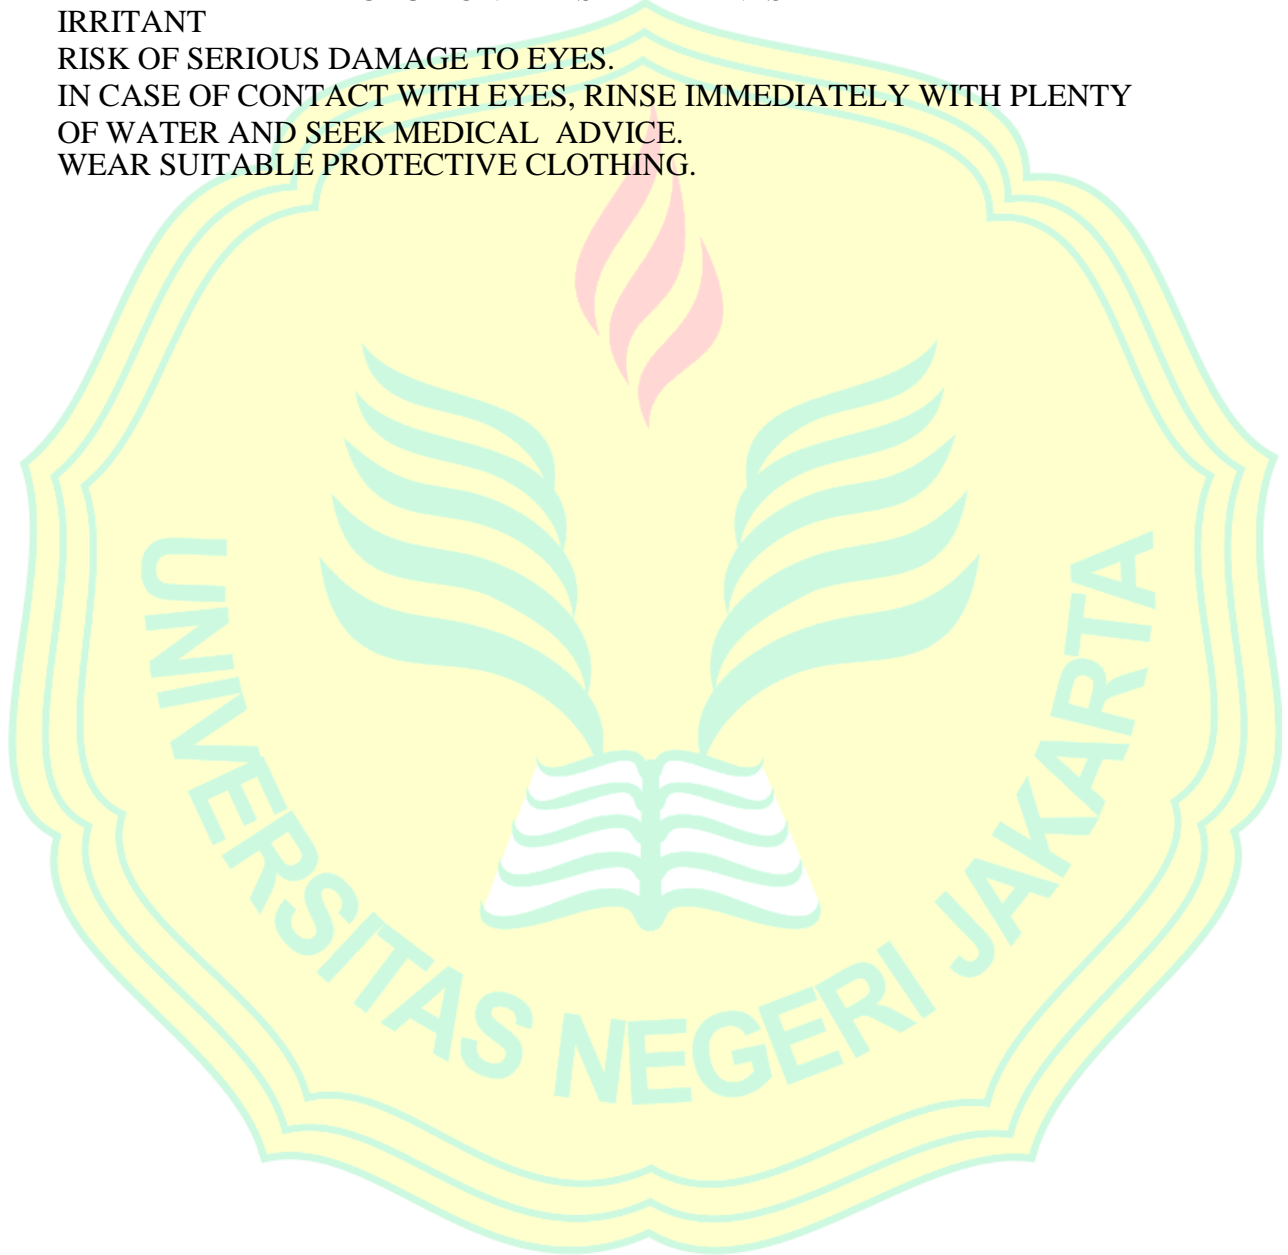 IRRITANT
RISK OF SERIOUS DAMAGE TO EYES.
IN CASE OF CONTACT WITH EYES, RINSE IMMEDIATELY WITH PLENTY
OF WATER AND SEEK MEDICAL ADVICE.
WEAR SUITABLE PROTECTIVE CLOTHING.
UNIVERSITAS NEGERI JAKARTA